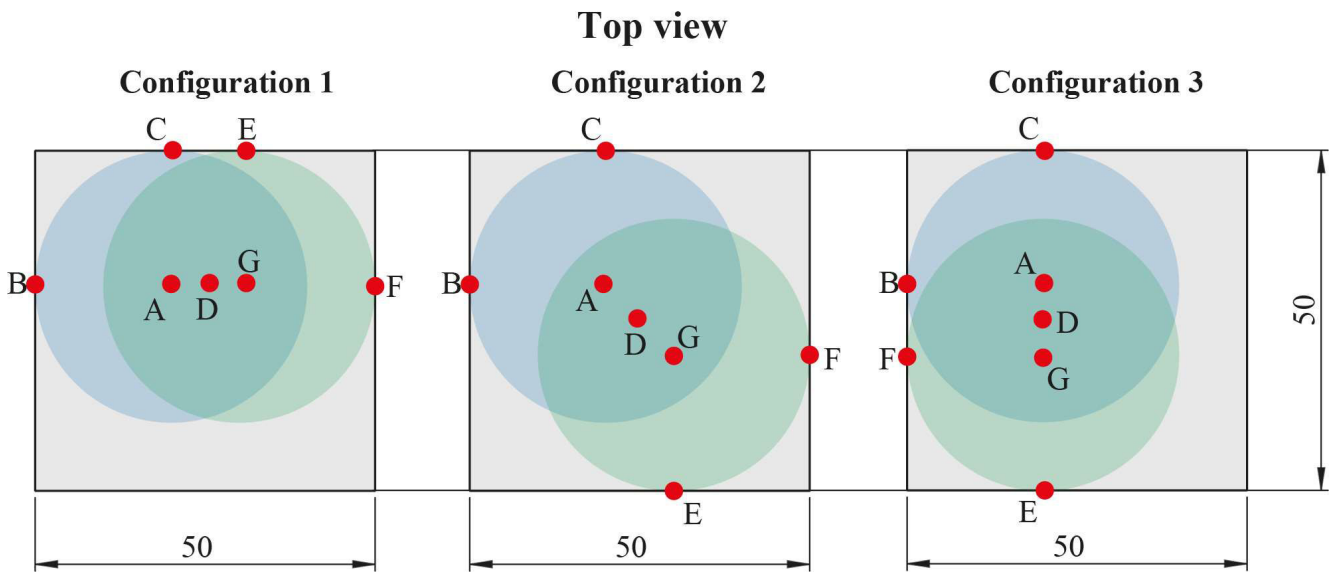 Top view
Configuration 1
Configuration 2
Configuration 3
C E
B A D G F
50
C
B A D G F
E
50
C
B A
D
F G
E
50
50